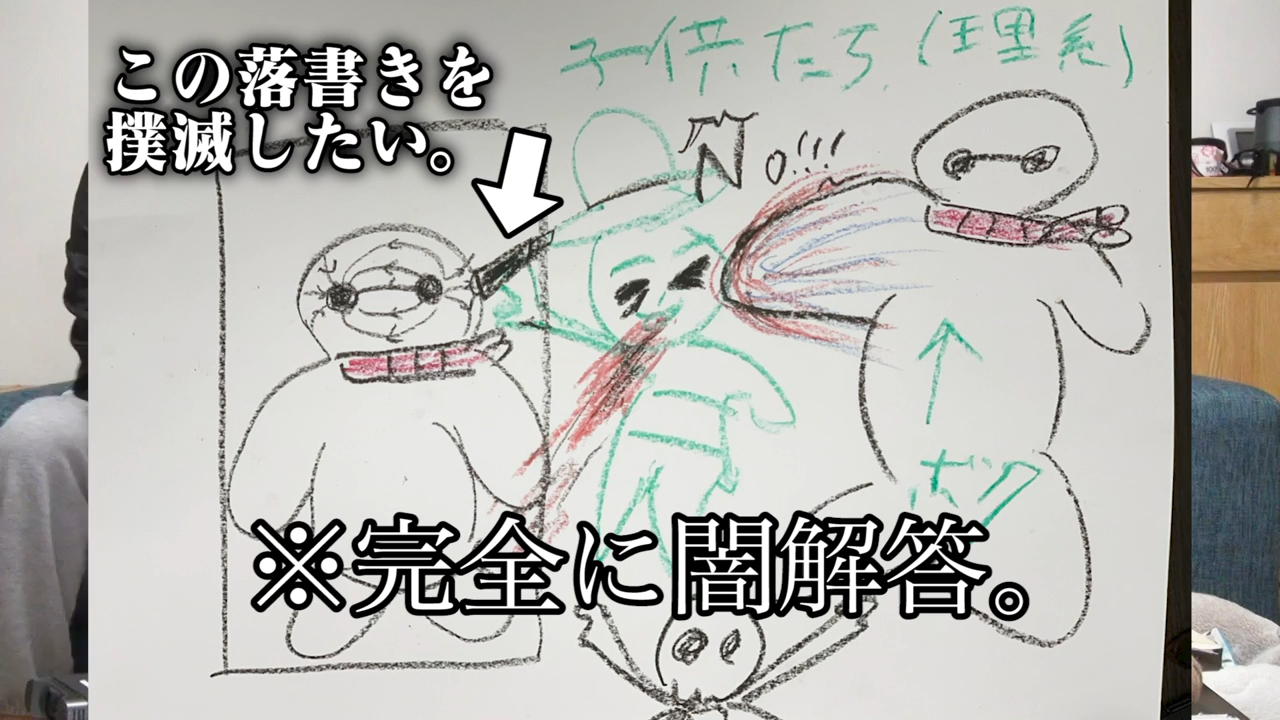 この落書きを
撲滅したい。
子供たち(理系)
No!!!
ボク
※完全に闇解答。